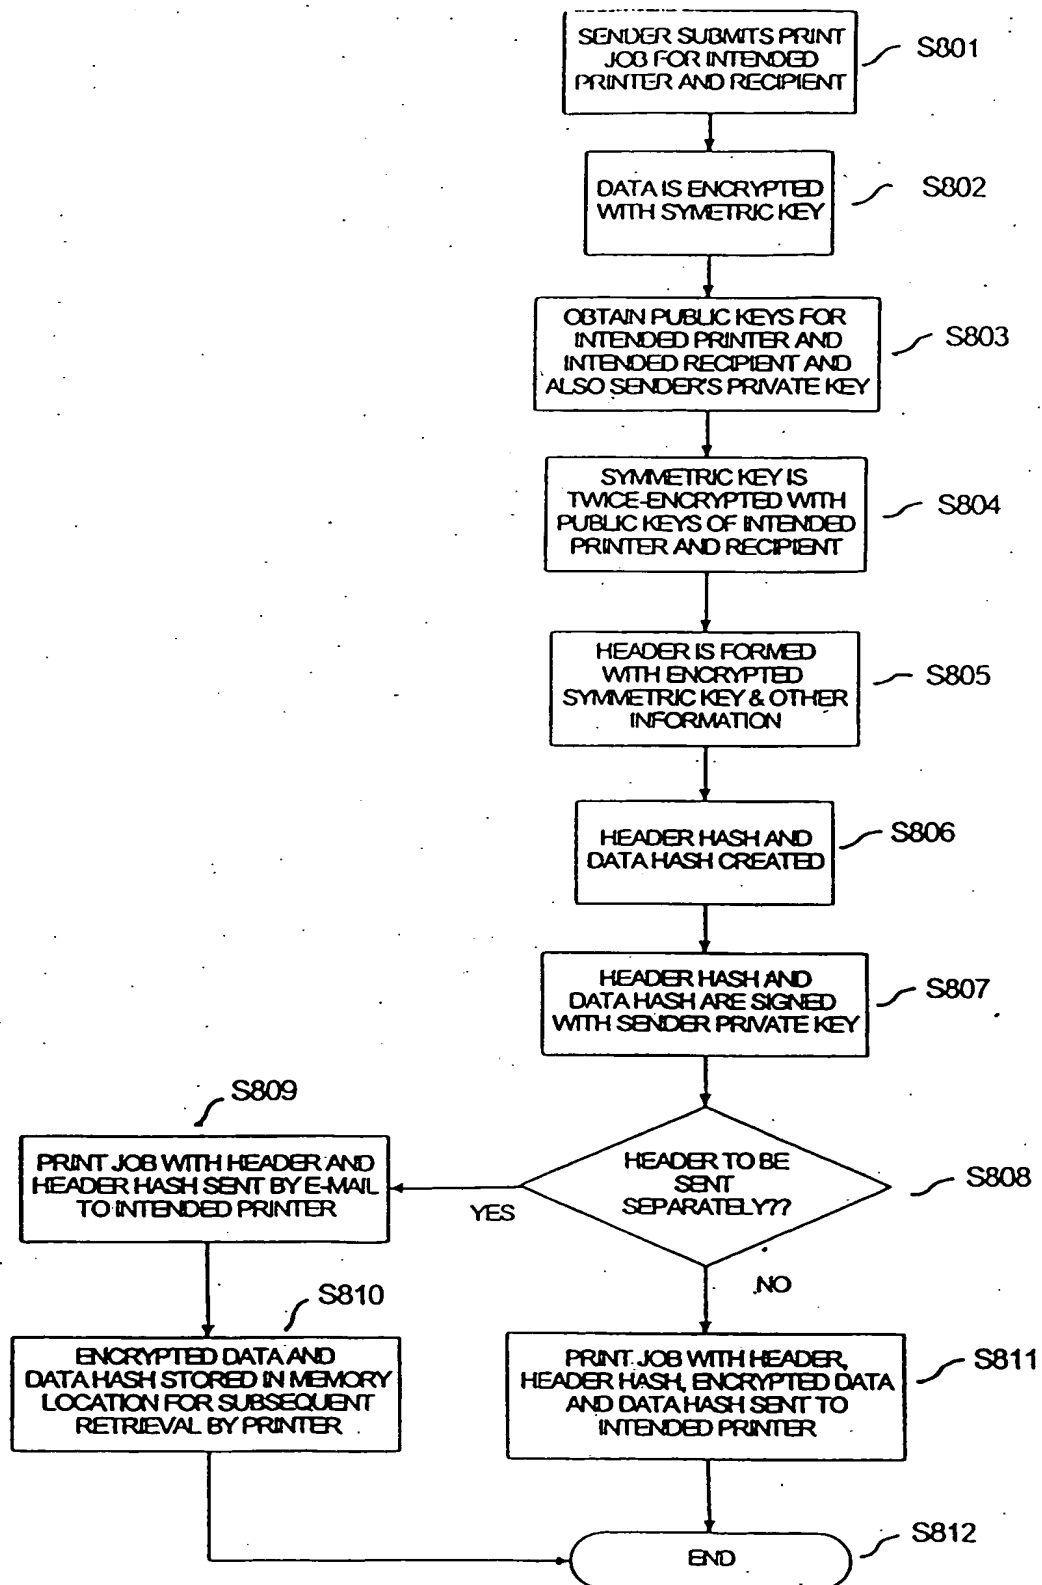 SENDER SUBMITS PRINT
JOB FOR INTENDED
PRINTER AND RECIPIENT
S801
DATA IS ENCRYPTED
WITH SYMETRIC KEY
S802
OBTAIN PUBLIC KEYS FOR
INTENDED PRINTER AND
INTENDED RECIPIENT AND
ALSO SENDER'S PRIVATE KEY
S803
SYMMETRIC KEY IS
TWICE-ENCRYPTED WITH
PUBLIC KEYS OF INTENDED
PRINTER AND RECIPIENT
S804
HEADER IS FORMED
WITH ENCRYPTED
SYMMETRIC KEY & OTHER
INFORMATION
S805
HEADER HASH AND
DATA HASH CREATED
S806
HEADER HASH AND
DATA HASH ARE SIGNED
WITH SENDER PRIVATE KEY
S807
HEADER TO BE
SENT
SEPARATELY??
S808
YES
NO
S809
PRINT JOB WITH HEADER AND
HEADER HASH SENT BY E-MAIL
TO INTENDED PRINTER
S810
ENCRYPTED DATA AND
DATA HASH STORED IN MEMORY
LOCATION FOR SUBSEQUENT
RETRIEVAL BY PRINTER
PRINT JOB WITH HEADER,
HEADER HASH, ENCRYPTED DATA
AND DATA HASH SENT TO
INTENDED PRINTER
S811
END
S812